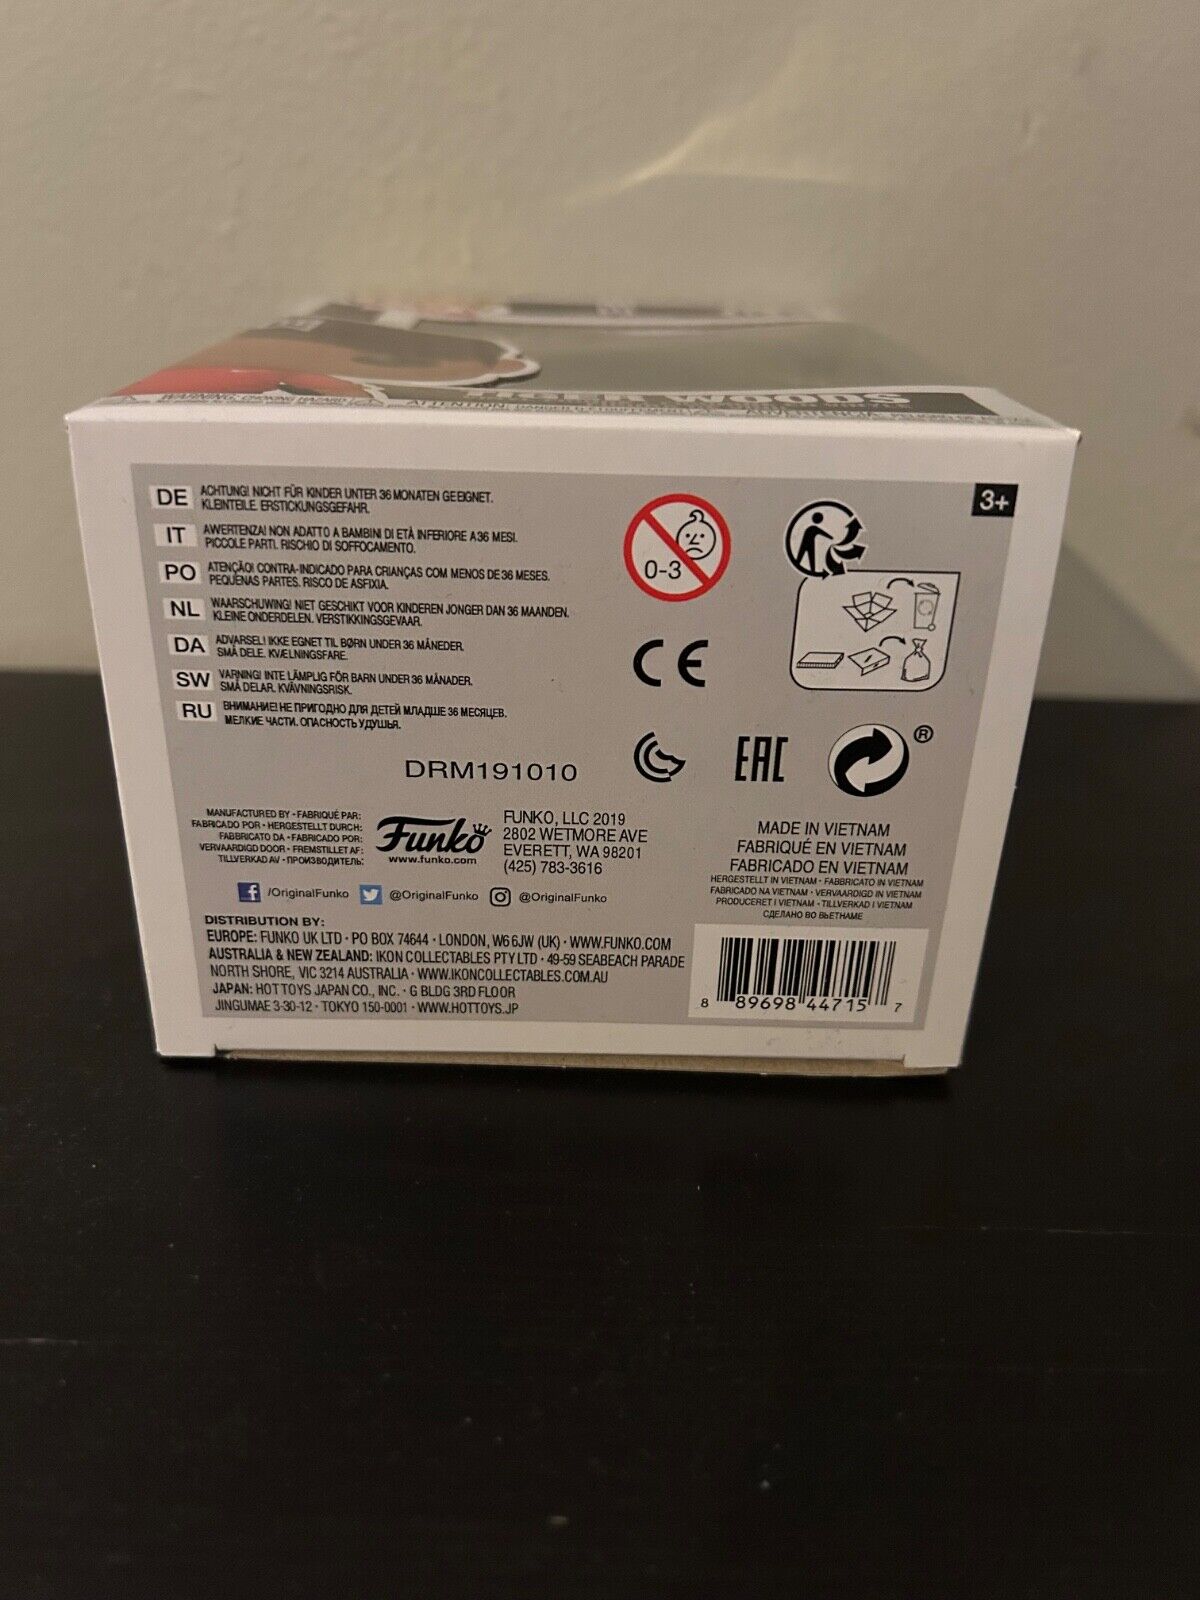 TIGER WOODS
DE
ACHTUNG! NICHT FÜR KINDER UNTER 36 MONATEN GEEIGNET.
KLEINTEILE. ERSTICKUNGSGEFAHR.
IT
AVVERTENZA! NON ADATTO A BAMBINI DI ETÀ INFERIORE A 36 MESI.
PICCOLE PARTI. RISCHIO DI SOFFOCAMENTO.
PO
ATENÇÃO! CONTRA-INDICADO PARA CRIANÇAS COM MENOS DE 36 MESES.
PEQUENAS PARTES. RISCO DE ASFIXIA.
NL
WAARSCHUWING! NIET GESCHIKT VOOR KINDEREN JONGER DAN 36 MAANDEN.
KLEINE ONDERDELEN. VERSTIKKINGSGEVAAR.
DA
ADVARSEL! IKKE EGNET TIL BØRN UNDER 36 MÅNEDER.
SMÅ DELE. KVÆLNINGSFARE.
SW
VARNING! INTE LÄMPLIG FÖR BARN UNDER 36 MÅNADER.
SMÅ DELAR. KVÄVNINGSRISK.
RU
ВНИМАНИЕ! НЕ ПРИГОДНО ДЛЯ ДЕТЕЙ МЛАДШЕ 36 МЕСЯЦЕВ.
МЕЛКИЕ ЧАСТИ. ОПАСНОСТЬ УДУШЬЯ.
0-3
3+
CE
EAC
®
DRM191010
MANUFACTURED BY • FABRIQUÉ PAR:
FABRICADO POR • HERGESTELLT DURCH:
FABBRICATO DA • FABRICADO POR:
VERVAARDIGD DOOR • FREMSTILLET AF:
TILLVERKAD AV • ПРОИЗВОДИТЕЛЬ:
Funko
www.funko.com
FUNKO, LLC 2019
2802 WETMORE AVE
EVERETT, WA 98201
(425) 783-3616
f /OriginalFunko @OriginalFunko @OriginalFunko
MADE IN VIETNAM
FABRIQUÉ EN VIETNAM
FABRICADO EN VIETNAM
HERGESTELLT IN VIETNAM • FABBRICATO IN VIETNAM
FABRICADO NA VIETNAM • VERVAARDIGD IN VIETNAM
PRODUCERET I VIETNAM • TILLVERKAD I VIETNAM
СДЕЛАНО ВО ВЬЕТНАМЕ
DISTRIBUTION BY:
EUROPE: FUNKO UK LTD • PO BOX 74644 • LONDON, W6 6JW (UK) • WWW.FUNKO.COM
AUSTRALIA & NEW ZEALAND: IKON COLLECTABLES PTY LTD • 49-59 SEABEACH PARADE
NORTH SHORE, VIC 3214 AUSTRALIA • WWW.IKONCOLLECTABLES.COM.AU
JAPAN: HOTTOYS JAPAN CO., INC. • G BLDG 3RD FLOOR
JINGUMAE 3-30-12 • TOKYO 150-0001 • WWW.HOTTOYS.JP
8 89698 44715 7